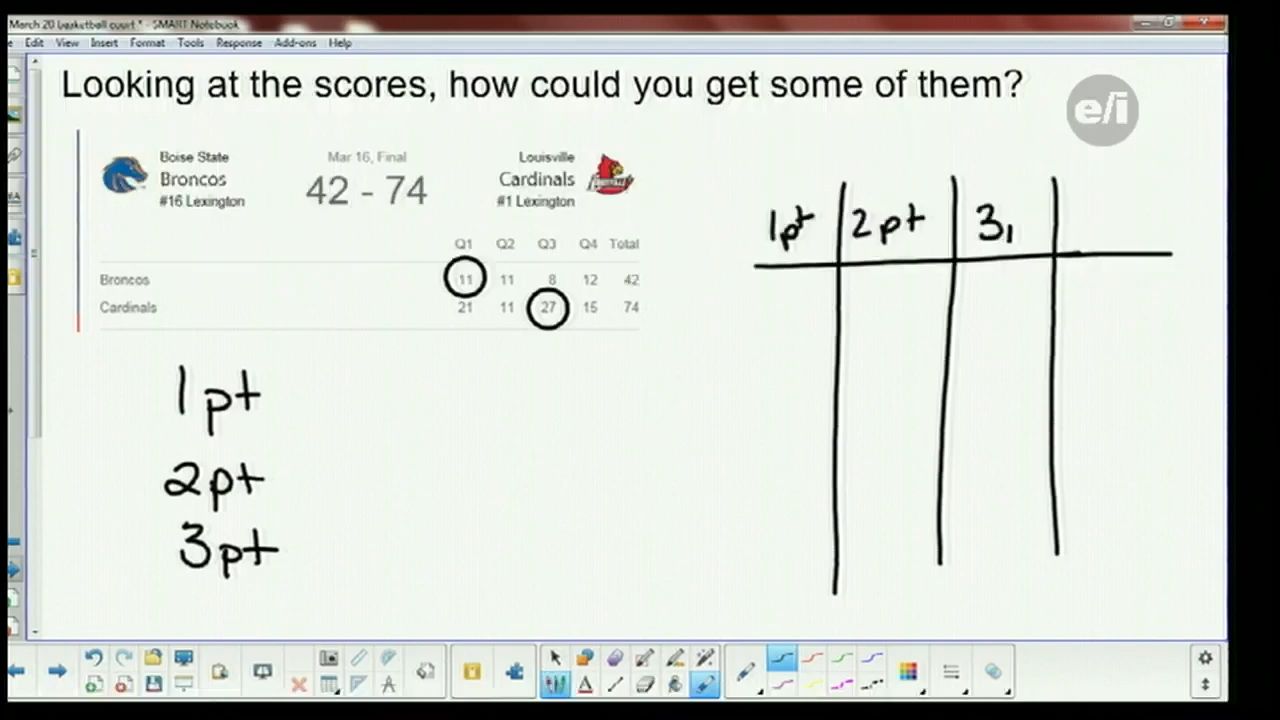 March 20 basketball court * - SMART Notebook
Edit View Insert Format Tools Response Add-ons Help
Looking at the scores, how could you get some of them?
e/i
Boise State Mar 16, Final Louisville
Broncos 42 - 74 Cardinals
#16 Lexington #1 Lexington
Q1 Q2 Q3 Q4 Total
Broncos 11 11 8 12 42
Cardinals 21 11 27 15 74
1pt 2pt 3
1pt
2pt
3pt